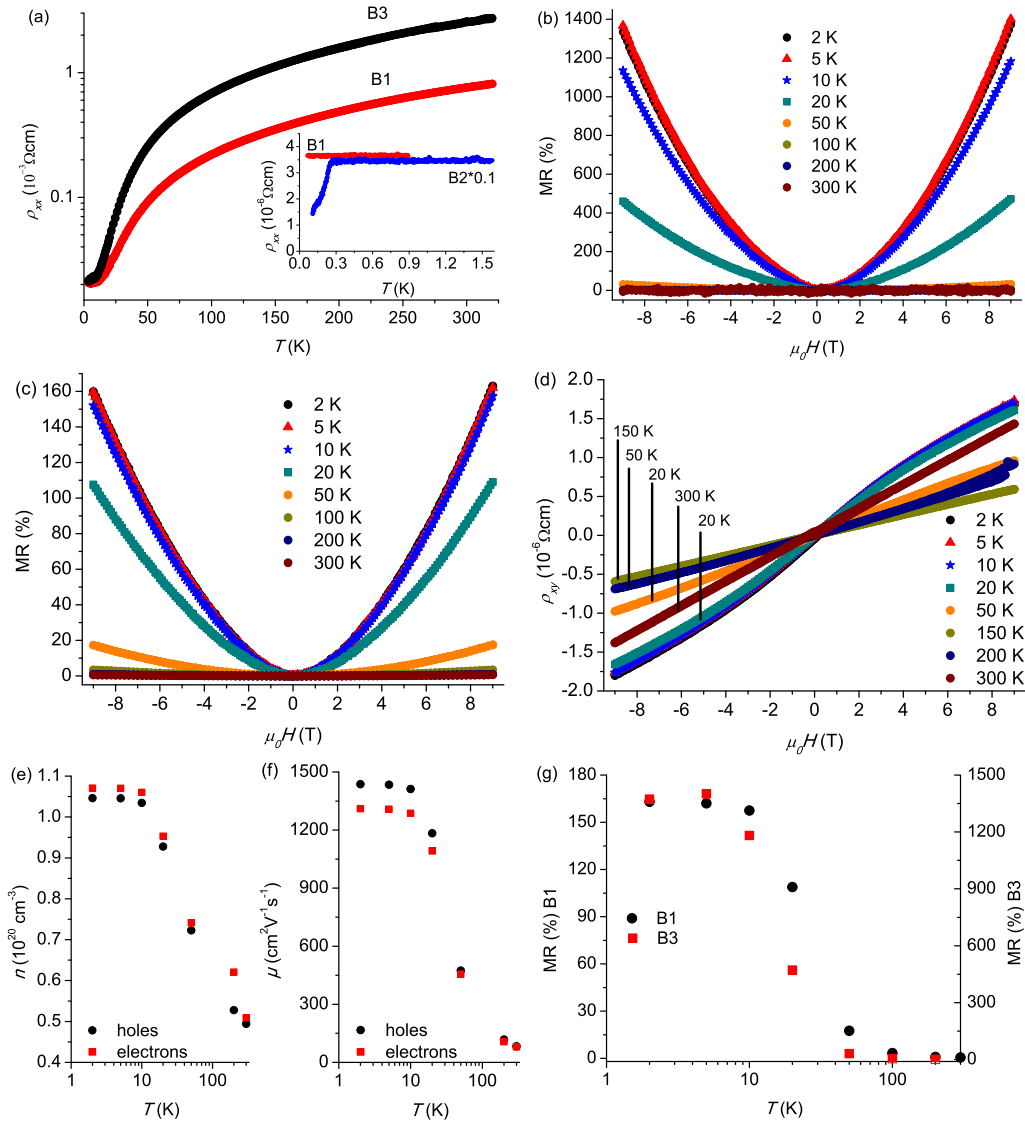 (a)
B3
B1
1
0.1
ρxx (10⁻³Ωcm)
0 50 100 150 200 250 300
T (K)
B1
B2*0.1
5
4
3
2
1
0
ρxx (10⁻⁶Ωcm)
0.0 0.3 0.6 0.9 1.2 1.5
T (K)
(b)
1400
1200
1000
800
600
400
200
0
MR (%)
2 K
5 K
10 K
20 K
50 K
100 K
200 K
300 K
-8 -6 -4 -2 0 2 4 6 8
μ₀H (T)
(c)
160
140
120
100
80
60
40
20
0
MR (%)
2 K
5 K
10 K
20 K
50 K
100 K
200 K
300 K
-8 -6 -4 -2 0 2 4 6 8
μ₀H (T)
(d)
2.0
1.5
1.0
0.5
0.0
-0.5
-1.0
-1.5
-2.0
ρxy (10⁻⁶Ωcm)
150 K
50 K
20 K
300 K
20 K
2 K
5 K
10 K
20 K
50 K
150 K
200 K
300 K
-8 -6 -4 -2 0 2 4 6 8
μ₀H (T)
(e)
1.1
1.0
0.9
0.8
0.7
0.6
0.5
0.4
n (10²⁰ cm⁻³)
holes
electrons
1 10 100
T (K)
(f)
1500
1200
900
600
300
0
μ (cm²V⁻¹s⁻¹)
holes
electrons
1 10 100
T (K)
(g)
180
165
150
135
120
105
90
75
60
45
30
15
0
MR (%) B1
B1
B3
1500
1200
900
600
300
0
MR (%) B3
1 10 100
T (K)